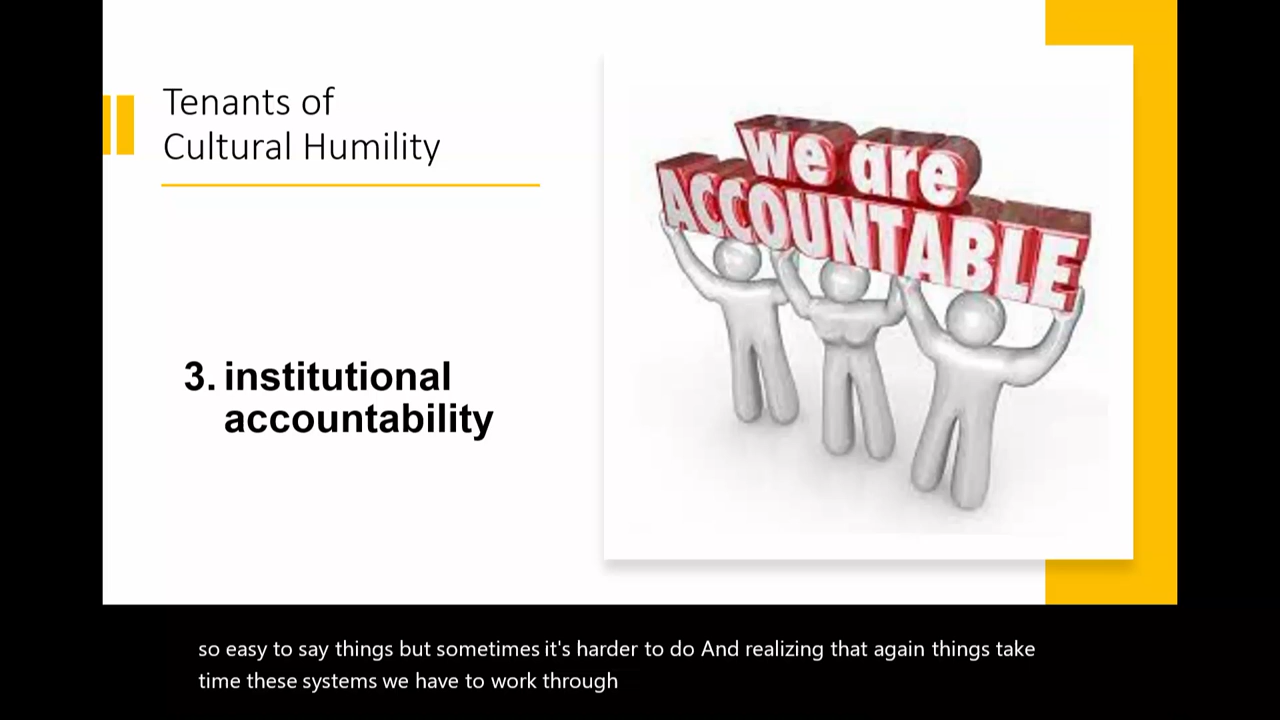 Tenants of
Cultural Humility
we are
ACCOUNTABLE
3. institutional
accountability
so easy to say things but sometimes it's harder to do And realizing that again things take
time these systems we have to work through